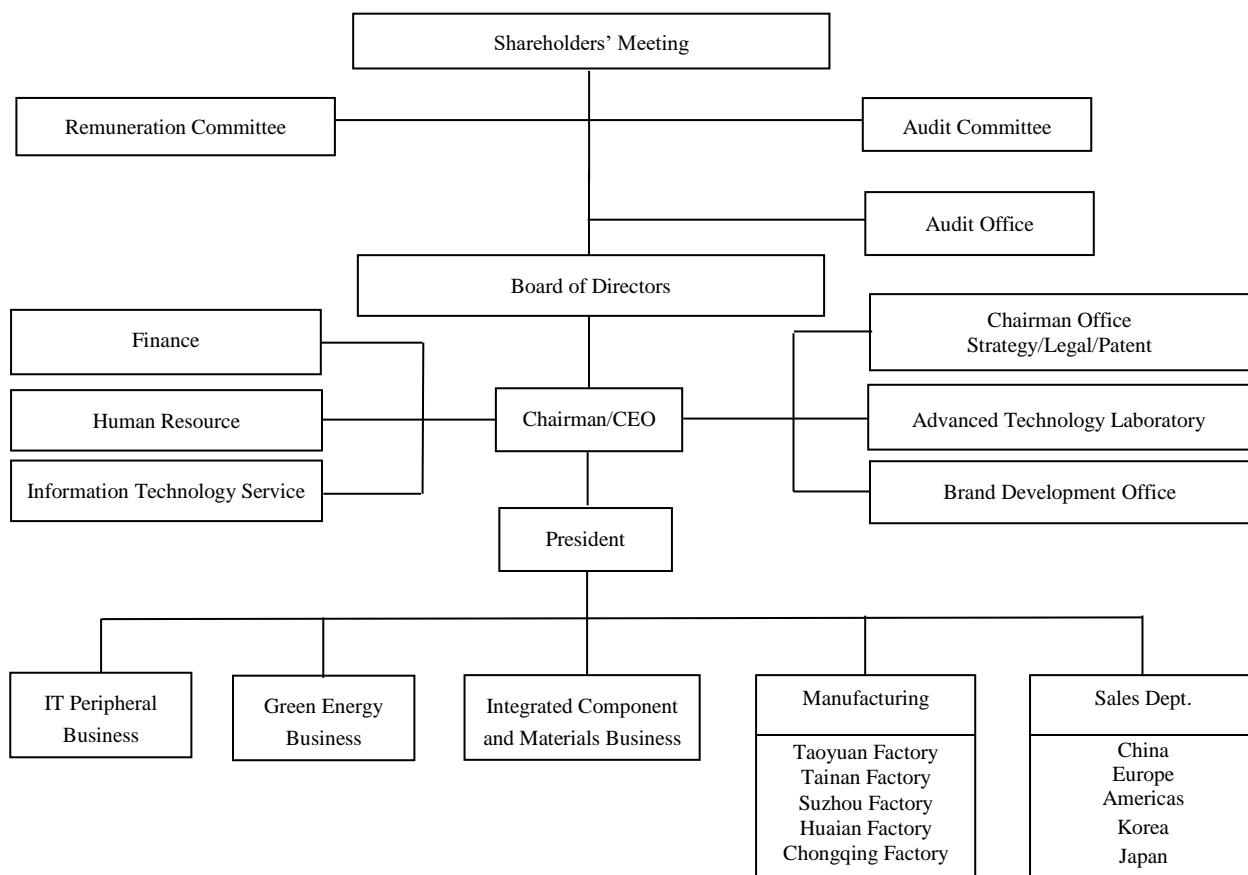 Shareholders’ Meeting
Remuneration Committee
Audit Committee
Audit Office
Board of Directors
Finance
Chairman Office
Strategy/Legal/Patent
Human Resource
Chairman/CEO
Advanced Technology Laboratory
Information Technology Service
Brand Development Office
President
IT Peripheral
Business
Green Energy
Business
Integrated Component
and Materials Business
Manufacturing
Taoyuan Factory
Tainan Factory
Suzhou Factory
Huaian Factory
Chongqing Factory
Sales Dept.
China
Europe
Americas
Korea
Japan